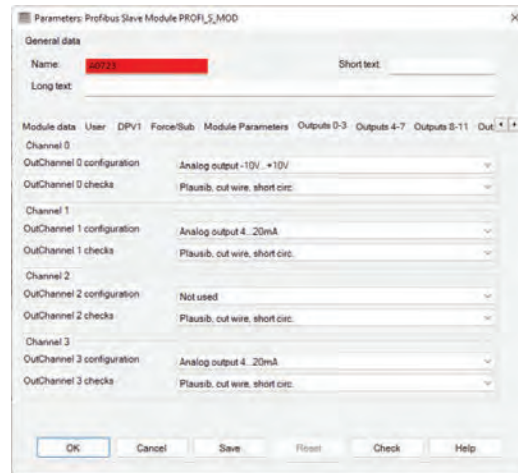 Parameters: Profibus Slave Module PROFI_S_MOD
General data
Name: A0723 Short text:
Long text:
Module data User DPV1 Force/Sub Module Parameters Outputs 0-3 Outputs 4-7 Outputs 8-11 Out
Channel 0
OutChannel 0 configuration Analog output -10V...+10V
OutChannel 0 checks Plausib, cut wire, short circ.
Channel 1
OutChannel 1 configuration Analog output 4...20mA
OutChannel 1 checks Plausib, cut wire, short circ.
Channel 2
OutChannel 2 configuration Not used
OutChannel 2 checks Plausib, cut wire, short circ.
Channel 3
OutChannel 3 configuration Analog output 4...20mA
OutChannel 3 checks Plausib, cut wire, short circ.
OK Cancel Save Reset Check Help